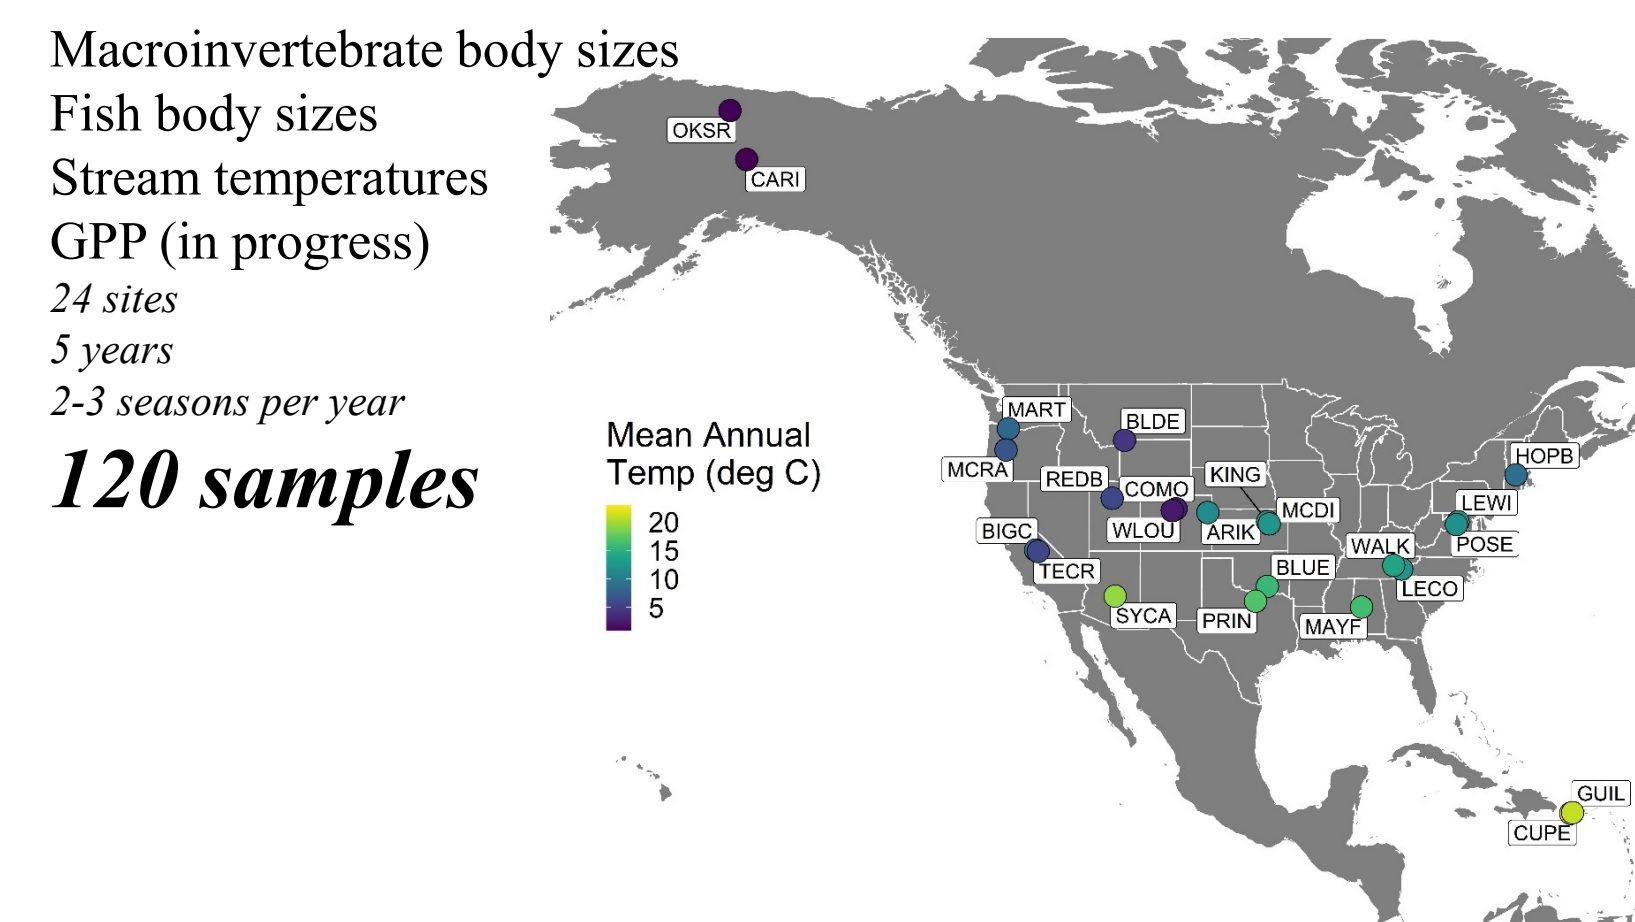 Macroinvertebrate body sizes
Fish body sizes
Stream temperatures
GPP (in progress)
24 sites
5 years
2-3 seasons per year
120 samples
Mean Annual
Temp (deg C)
20
15
10
5
OKSR
CARI
MART
BLDE
MCRA
REDB
COMO
KING
HOPB
BIGC
WLOU
ARIK
MCDI
LEWI
TECR
WALK
POSE
SYCA
PRIN
BLUE
LECO
MAYF
GUIL
CUPE